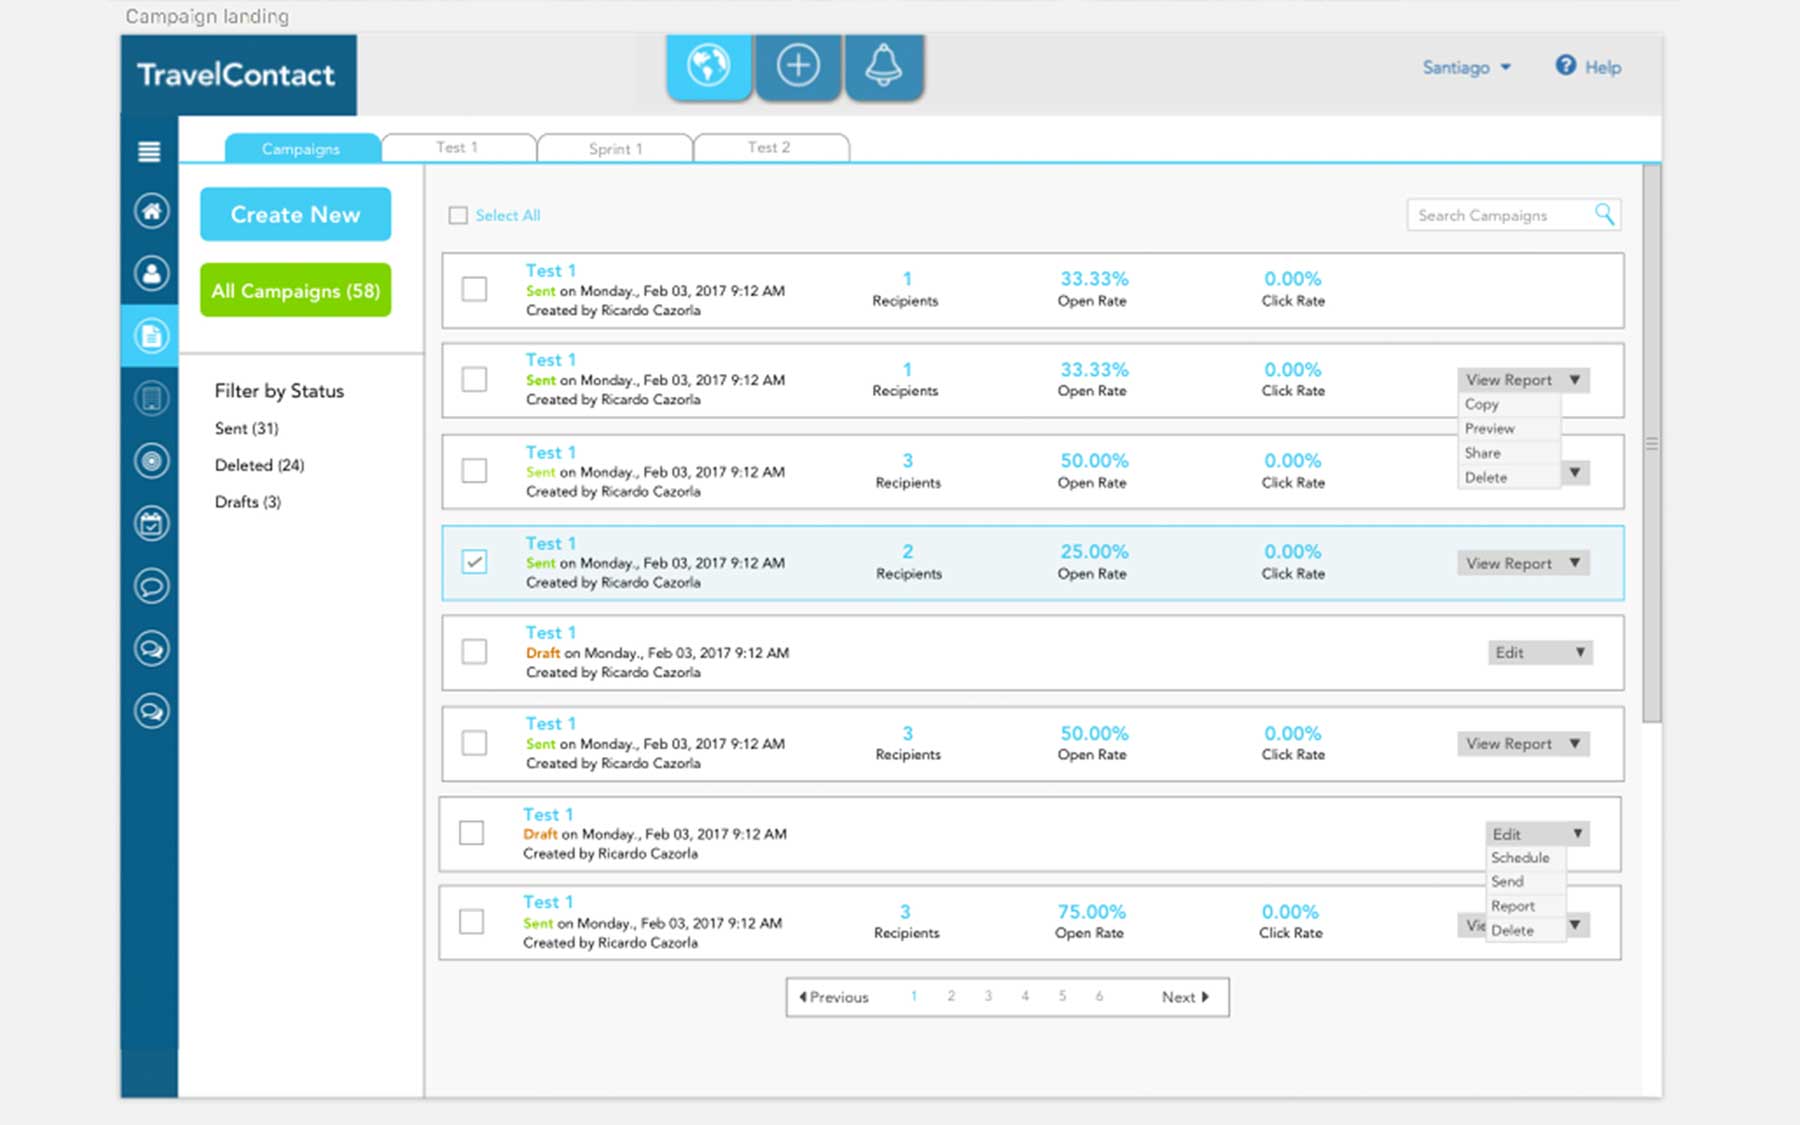 Campaign landing
TravelContact
Santiago
? Help
Campaigns
Test 1
Sprint 1
Test 2
Create New
All Campaigns (58)
Filter by Status
Sent (31)
Deleted (24)
Drafts (3)
Select All
Search Campaigns
Test 1
Sent on Monday., Feb 03, 2017 9:12 AM
Created by Ricardo Cazorla
1
Recipients
33.33%
Open Rate
0.00%
Click Rate
Test 1
Sent on Monday., Feb 03, 2017 9:12 AM
Created by Ricardo Cazorla
1
Recipients
33.33%
Open Rate
0.00%
Click Rate
View Report
Copy
Preview
Share
Delete
Test 1
Sent on Monday., Feb 03, 2017 9:12 AM
Created by Ricardo Cazorla
3
Recipients
50.00%
Open Rate
0.00%
Click Rate
Test 1
Sent on Monday., Feb 03, 2017 9:12 AM
Created by Ricardo Cazorla
2
Recipients
25.00%
Open Rate
0.00%
Click Rate
View Report
Test 1
Draft on Monday., Feb 03, 2017 9:12 AM
Created by Ricardo Cazorla
Edit
Test 1
Sent on Monday., Feb 03, 2017 9:12 AM
Created by Ricardo Cazorla
3
Recipients
50.00%
Open Rate
0.00%
Click Rate
View Report
Test 1
Draft on Monday., Feb 03, 2017 9:12 AM
Created by Ricardo Cazorla
Edit
Schedule
Send
Report
Delete
Test 1
Sent on Monday., Feb 03, 2017 9:12 AM
Created by Ricardo Cazorla
3
Recipients
75.00%
Open Rate
0.00%
Click Rate
Previous 1 2 3 4 5 6 Next